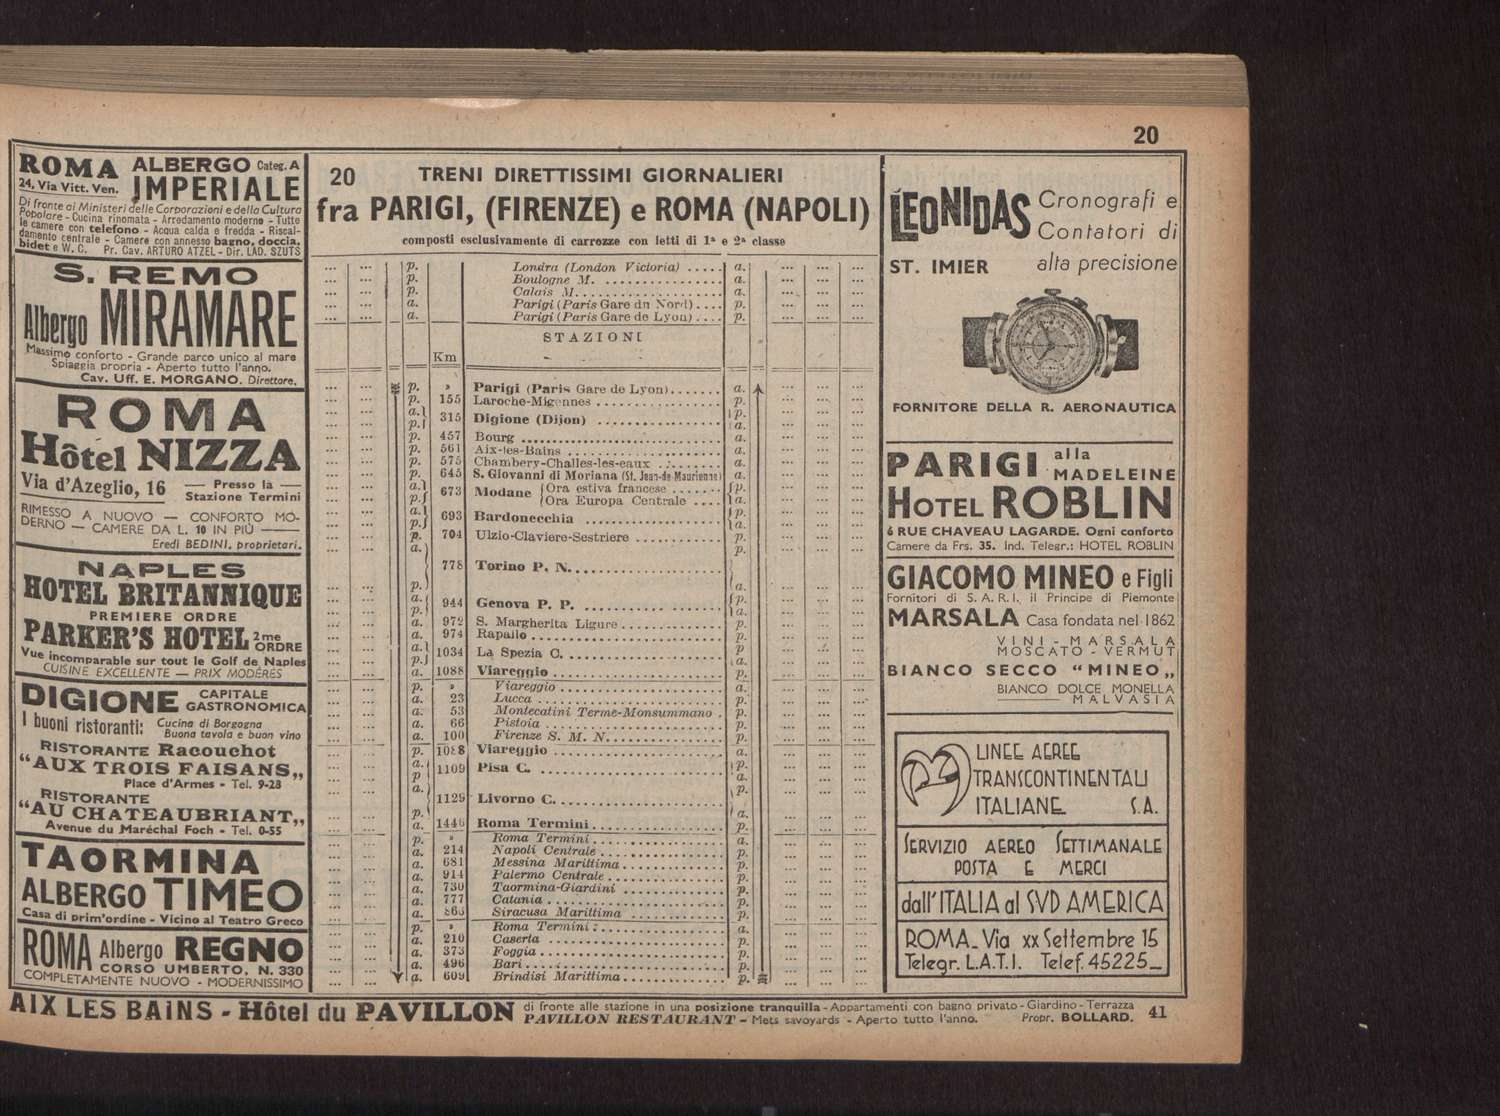 20
ROMA ALBERGO Categ. A
24, Via Vitt. Ven. IMPERIALE
Di fronte ai Ministeri delle Corporazioni e della Cultura
Popolare - Cucina rinomata - Arredamento moderno - Tutte
le camere con telefono - Acqua calda e fredda - Riscal-
damento centrale - Camere con annesso bagno, doccia,
bidet e W. C. Pr. Cav. ARTURO ATZEL - Dir. LAD. SZUTS
S. REMO
Albergo MIRAMARE
Massimo conforto - Grande parco unico al mare
Spiaggia propria - Aperto tutto l'anno.
Cav. Uff. E. MORGANO, Direttore.
ROMA
Hôtel NIZZA
Via d'Azeglio, 16 — Presso la —
Stazione Termini
RIMESSO A NUOVO — CONFORTO MO-
DERNO — CAMERE DA L. 10 IN PIÙ ——
Eredi BEDINI, proprietari.
NAPLES
HOTEL BRITANNIQUE
PREMIERE ORDRE
PARKER'S HOTEL 2me ORDRE
Vue incomparable sur tout le Golf de Naples
CUISINE EXCELLENTE — PRIX MODÉRÉS
DIGIONE CAPITALE
GASTRONOMICA
I buoni ristoranti: Cucina di Borgogna
Buona tavola e buon vino
RISTORANTE Racouchot
"AUX TROIS FAISANS„
Place d'Armes - Tel. 9-28
RISTORANTE
"AU CHATEAUBRIANT„
Avenue du Maréchal Foch - Tel. 0-55
TAORMINA
ALBERGO TIMEO
Casa di prim'ordine - Vicino al Teatro Greco
ROMA Albergo REGNO
CORSO UMBERTO, N. 330
COMPLETAMENTE NUOVO - MODERNISSIMO
20 TRENI DIRETTISSIMI GIORNALIERI
fra PARIGI, (FIRENZE) e ROMA (NAPOLI)
composti esclusivamente di carrozze con letti di 1ª e 2ª classe
p. Londra (London Victoria) ..... a.
p. Boulogne M. ................ a.
p. Calais M. .................... a.
a. Parigi (Paris Gare du Nord) .... p.
a. Parigi (Paris Gare de Lyon) .... p.
STAZIONI
Km
p. » Parigi (Paris Gare de Lyon)....... a.
p. 155 Laroche-Migennes .................. p.
a. p. 315 Digione (Dijon) .................. p. a.
p. 457 Bourg ............................ a.
p. 561 Aix-les-Bains .................... a.
p. 575 Chambery-Challes-les-eaux ........ a.
p. 645 S. Giovanni di Moriana (St. Jean-de-Maurienne) a.
a. p. 673 Modane {Ora estiva francese ....... p.
{Ora Europa Centrale .... a.
a. p. 693 Bardonecchia ................... p. a.
p. 704 Ulzio-Claviere-Sestriere ............. p.
a. p. 778 Torino P. N....................... p. a.
a. p. 944 Genova P. P. .................... p. a.
a. 972 S. Margherita Ligure .............. p.
a. 974 Rapallo .......................... p.
a. p. 1034 La Spezia C. ................... p a.
a. 1088 Viareggio ....................... p.
p. » Viareggio ...................... a.
a. 23 Lucca .......................... p.
a. 53 Montecatini Terme-Monsummano . p.
a. 66 Pistoia ........................ p.
a. 100 Firenze S. M. N................ p.
p. 1088 Viareggio ....................... a.
a. p 1109 Pisa C. ......................... p. a.
a. p. 1129 Livorno C........................ p. a.
a. 1446 Roma Termini.................... p.
p. » Roma Termini................... a.
a. 214 Napoli Centrale ................. p.
a. 681 Messina Marittima.............. p.
a. 914 Palermo Centrale ................ p.
a. 730 Taormina-Giardini .............. p.
a. 777 Catania ........................ p.
a. 866 Siracusa Marittima ............. p.
p. » Roma Termini ................... a.
a. 210 Caserta ........................ p.
a. 373 Foggia ......................... p.
a. 496 Bari............................ p.
a. 609 Brindisi Marittima.............. p.
LEONIDAS Cronografi e
Contatori di
ST. IMIER alta precisione
FORNITORE DELLA R. AERONAUTICA
PARIGI alla
MADELEINE
HOTEL ROBLIN
6 RUE CHAVEAU LAGARDE. Ogni conforto
Camere da Frs. 35. Ind. Telegr.: HOTEL ROBLIN
GIACOMO MINEO e Figli
Fornitori di S. A. R. I. il Principe di Piemonte
MARSALA Casa fondata nel 1862
VINI - MARSALA
MOSCATO - VERMUT
BIANCO SECCO "MINEO„
BIANCO DOLCE MONELLA
MALVASIA
LINEE AEREE
TRANSCONTINENTALI
ITALIANE S.A.
SERVIZIO AEREO SETTIMANALE
POSTA E MERCI
dall'ITALIA al SUD AMERICA
ROMA - Via XX Settembre 15
Telegr. L.A.T.I. Telef. 45225
AIX LES BAINS - Hôtel du PAVILLON di fronte alle stazione in una posizione tranquilla - Appartamenti con bagno privato - Giardino - Terrazza
PAVILLON RESTAURANT - Mets savoyards - Aperto tutto l'anno. Propr. BOLLARD.
41